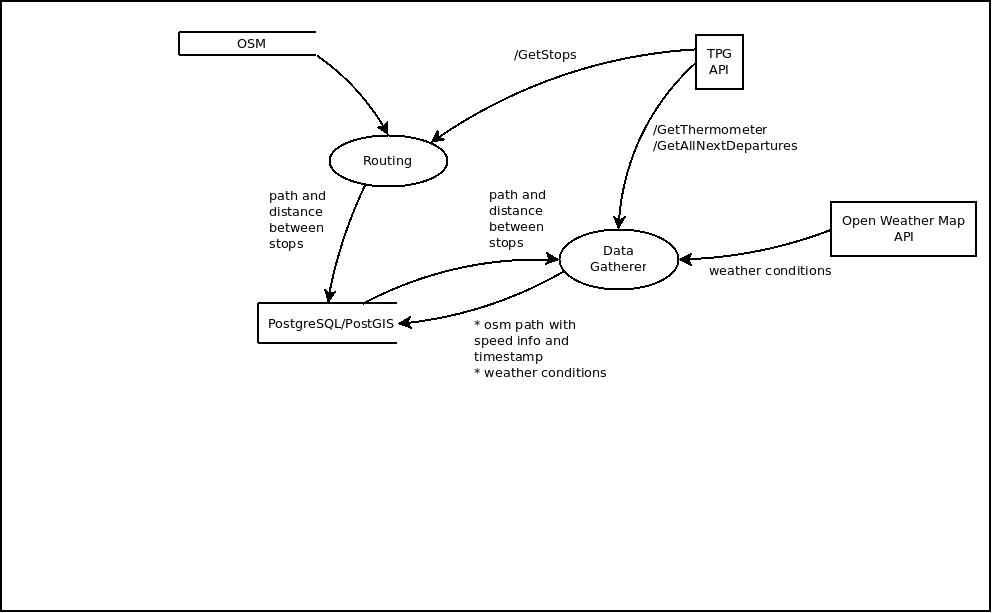 OSM
/GetStops
TPG
API
/GetThermometer
/GetAllNextDepartures
Routing
path and
distance
between
stops
path and
distance
between
stops
Open Weather Map
API
Data
Gatherer
weather conditions
PostgreSQL/PostGIS
* osm path with
speed info and
timestamp
* weather conditions